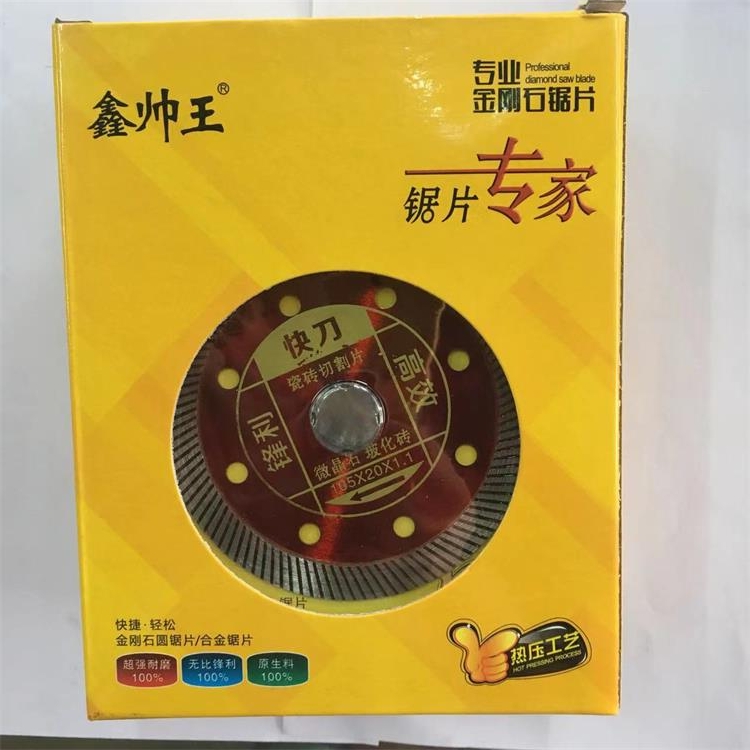 鑫帅王®
专业 Professional
diamond saw blade
金刚石锯片
锯片专家
快刀
瓷砖切割片
锋利
高效
微晶石 玻化砖
105X20X1.1
锯片
快捷·轻松
金刚石圆锯片/合金锯片
超强耐磨
100%
无比锋利
100%
原生料
100%
热压工艺
HOT PRESSING PROCESS